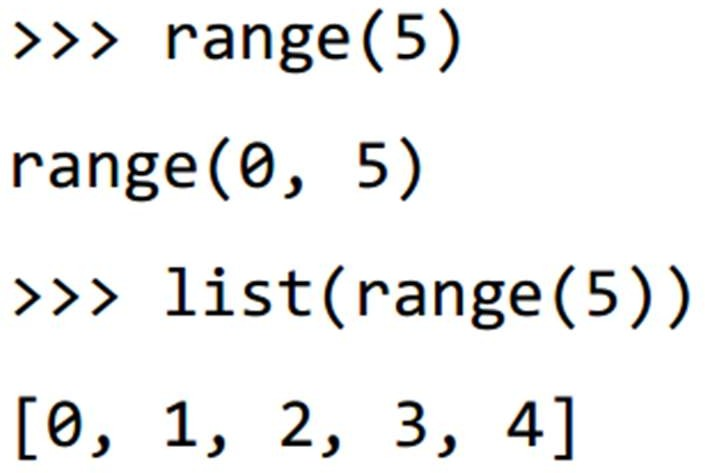 >>> range(5)
range(0, 5)
>>> list(range(5))
[0, 1, 2, 3, 4]